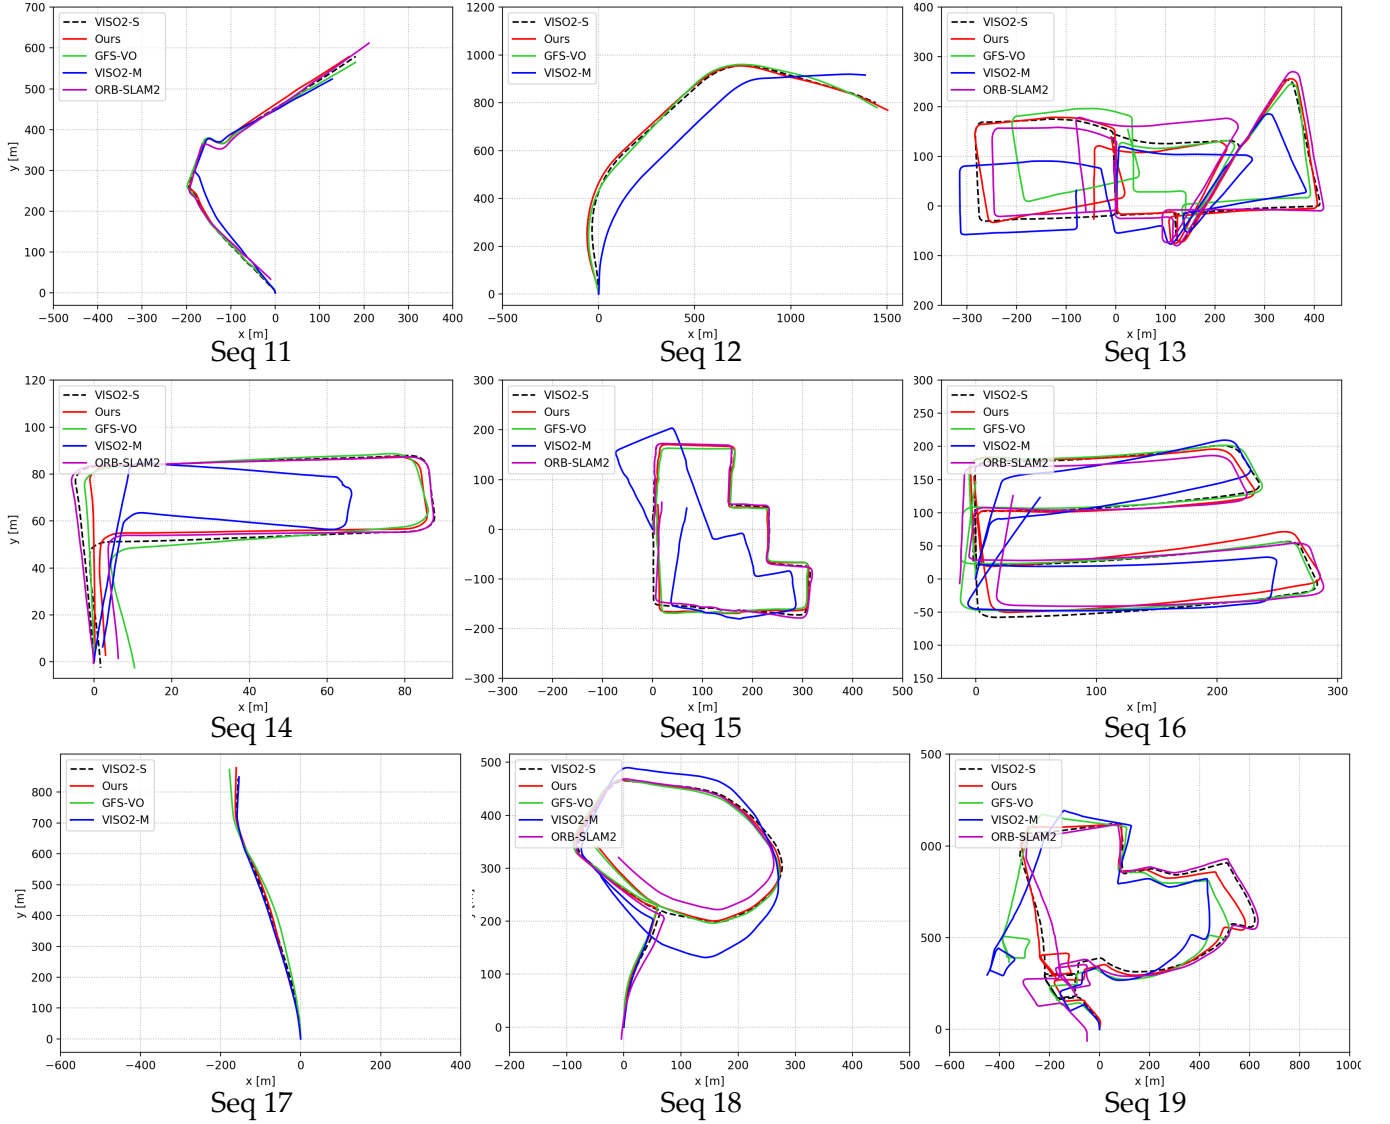 700
600
500
400
300
200
100
0
VISO2-S
Ours
GFS-VO
VISO2-M
ORB-SLAM2
y [m]
−500 −400 −300 −200 −100 0 100 200 300 400
x [m]
Seq 11
1200
1000
800
600
400
200
0
VISO2-S
Ours
GFS-VO
VISO2-M
−500 0 500 1000 1500
x [m]
Seq 12
400
300
200
100
0
100
200
VISO2-S
Ours
GFS-VO
VISO2-M
ORB-SLAM2
−300 −200 −100 0 100 200 300 400
x [m]
Seq 13
120
100
80
60
40
20
0
VISO2-S
Ours
GFS-VO
VISO2-M
ORB-SLAM2
y [m]
0 20 40 60 80
x [m]
Seq 14
300
200
100
0
−100
−200
−300
VISO2-S
Ours
GFS-VO
VISO2-M
ORB-SLAM2
−300 −200 −100 0 100 200 300 400 500
x [m]
Seq 15
300
250
200
150
100
50
0
−50
100
150
VISO2-S
Ours
GFS-VO
VISO2-M
ORB-SLAM2
0 100 200 300
x [m]
Seq 16
800
700
600
500
400
300
200
100
0
VISO2-S
Ours
GFS-VO
VISO2-M
y [m]
−600 −400 −200 0 200 400
x [m]
Seq 17
500
400
300
200
100
0
VISO2-S
Ours
GFS-VO
VISO2-M
ORB-SLAM2
−200 −100 0 100 200 300 400 500
x [m]
Seq 18
500
000
500
0
VISO2-S
Ours
GFS-VO
VISO2-M
ORB-SLAM2
−600 −400 −200 0 200 400 600 800 1000
x [m]
Seq 19